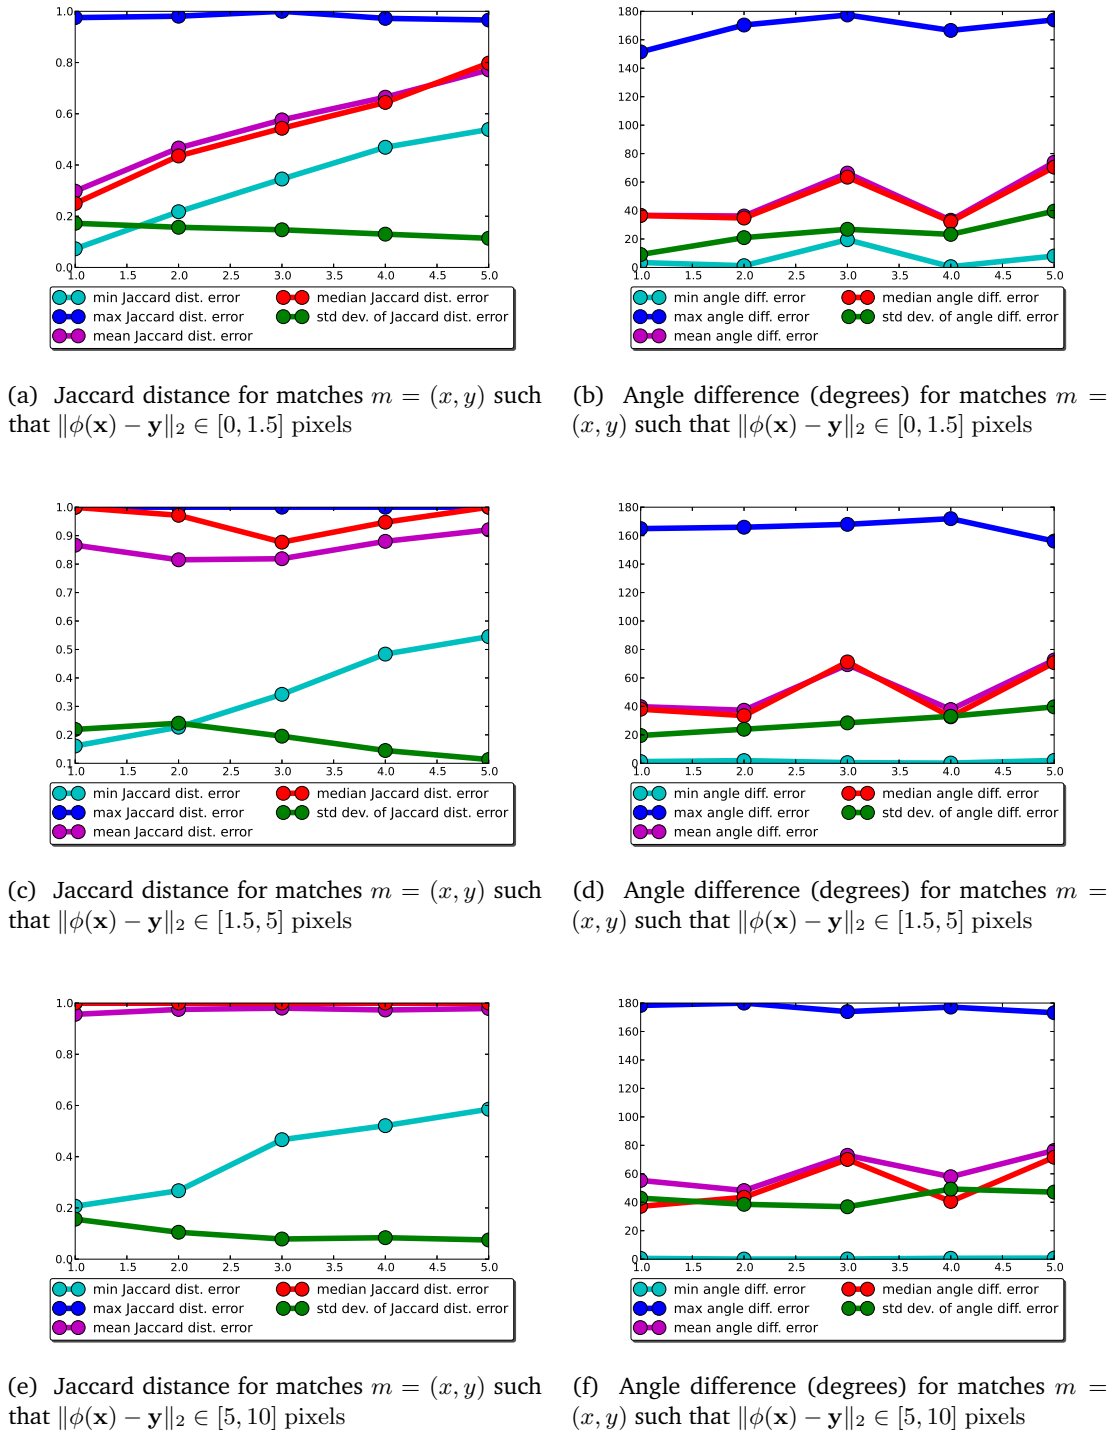 1.0
0.8
0.6
0.4
0.2
0.0
1.0 1.5 2.0 2.5 3.0 3.5 4.0 4.5 5.0
min Jaccard dist. error
max Jaccard dist. error
mean Jaccard dist. error
median Jaccard dist. error
std dev. of Jaccard dist. error
180
160
140
120
100
80
60
40
20
0
1.0 1.5 2.0 2.5 3.0 3.5 4.0 4.5 5.0
min angle diff. error
max angle diff. error
mean angle diff. error
median angle diff. error
std dev. of angle diff. error
(a) Jaccard distance for matches m = (x, y) such
that ‖ϕ(x) − y‖₂ ∈ [0, 1.5] pixels
(b) Angle difference (degrees) for matches m =
(x, y) such that ‖ϕ(x) − y‖₂ ∈ [0, 1.5] pixels
1.0
0.9
0.8
0.7
0.6
0.5
0.4
0.3
0.2
0.1
1.0 1.5 2.0 2.5 3.0 3.5 4.0 4.5 5.0
min Jaccard dist. error
max Jaccard dist. error
mean Jaccard dist. error
median Jaccard dist. error
std dev. of Jaccard dist. error
180
160
140
120
100
80
60
40
20
0
1.0 1.5 2.0 2.5 3.0 3.5 4.0 4.5 5.0
min angle diff. error
max angle diff. error
mean angle diff. error
median angle diff. error
std dev. of angle diff. error
(c) Jaccard distance for matches m = (x, y) such
that ‖ϕ(x) − y‖₂ ∈ [1.5, 5] pixels
(d) Angle difference (degrees) for matches m =
(x, y) such that ‖ϕ(x) − y‖₂ ∈ [1.5, 5] pixels
1.0
0.8
0.6
0.4
0.2
0.0
1.0 1.5 2.0 2.5 3.0 3.5 4.0 4.5 5.0
min Jaccard dist. error
max Jaccard dist. error
mean Jaccard dist. error
median Jaccard dist. error
std dev. of Jaccard dist. error
180
160
140
120
100
80
60
40
20
0
1.0 1.5 2.0 2.5 3.0 3.5 4.0 4.5 5.0
min angle diff. error
max angle diff. error
mean angle diff. error
median angle diff. error
std dev. of angle diff. error
(e) Jaccard distance for matches m = (x, y) such
that ‖ϕ(x) − y‖₂ ∈ [5, 10] pixels
(f) Angle difference (degrees) for matches m =
(x, y) such that ‖ϕ(x) − y‖₂ ∈ [5, 10] pixels